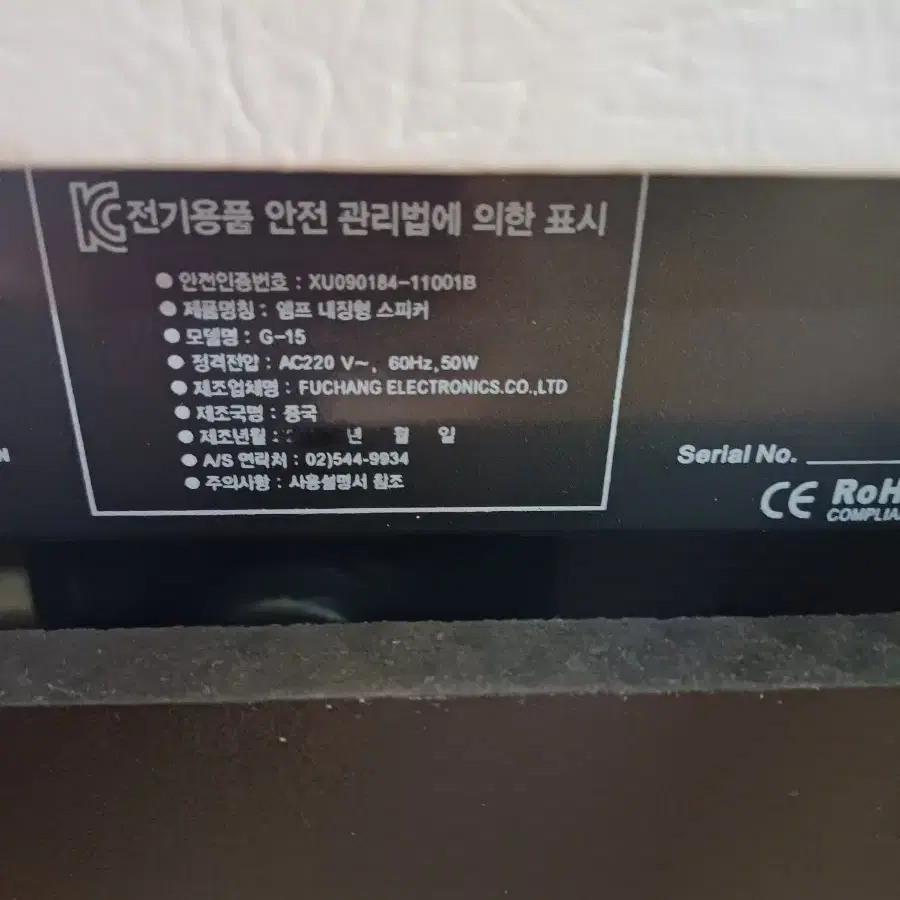 KC 전기용품 안전 관리법에 의한 표시
● 안전인증번호 : XU090184-11001B
● 제품명칭 : 앰프 내장형 스피커
● 모델명 : G-15
● 정격전압 : AC220 V~, 60Hz, 50W
● 제조업체명 : FUCHANG ELECTRONICS.CO.,LTD
● 제조국명 : 중국
● 제조년월 : 년 월 일
● A/S 연락처 : 02)544-9934
● 주의사항 : 사용설명서 참조
Serial No.
CE RoH
COMPLIA